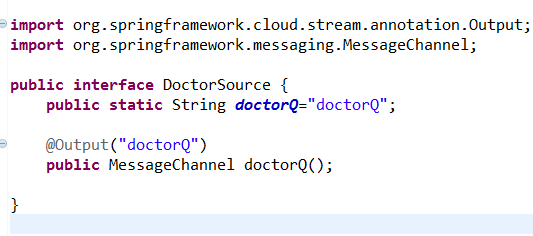 import org.springframework.cloud.stream.annotation.Output;
import org.springframework.messaging.MessageChannel;
public interface DoctorSource {
public static String doctorQ="doctorQ";
@Output("doctorQ")
public MessageChannel doctorQ();
}